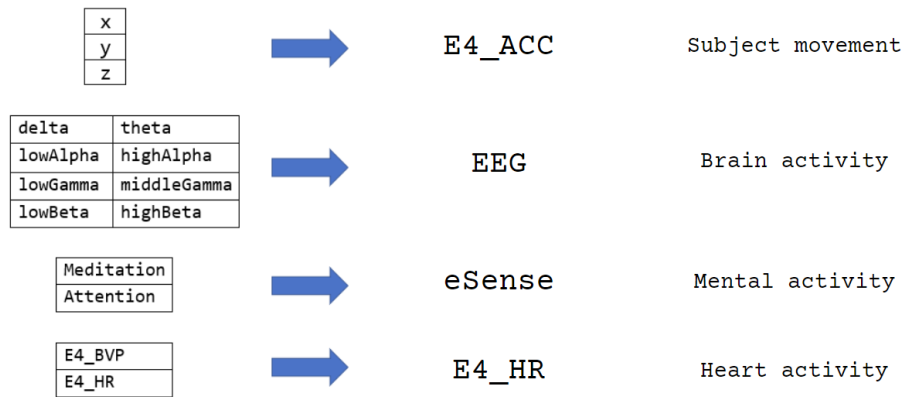 x
y
z
E4_ACC
Subject movement
delta theta
lowAlpha highAlpha
lowGamma middleGamma
lowBeta highBeta
EEG
Brain activity
Meditation
Attention
eSense
Mental activity
E4_BVP
E4_HR
E4_HR
Heart activity